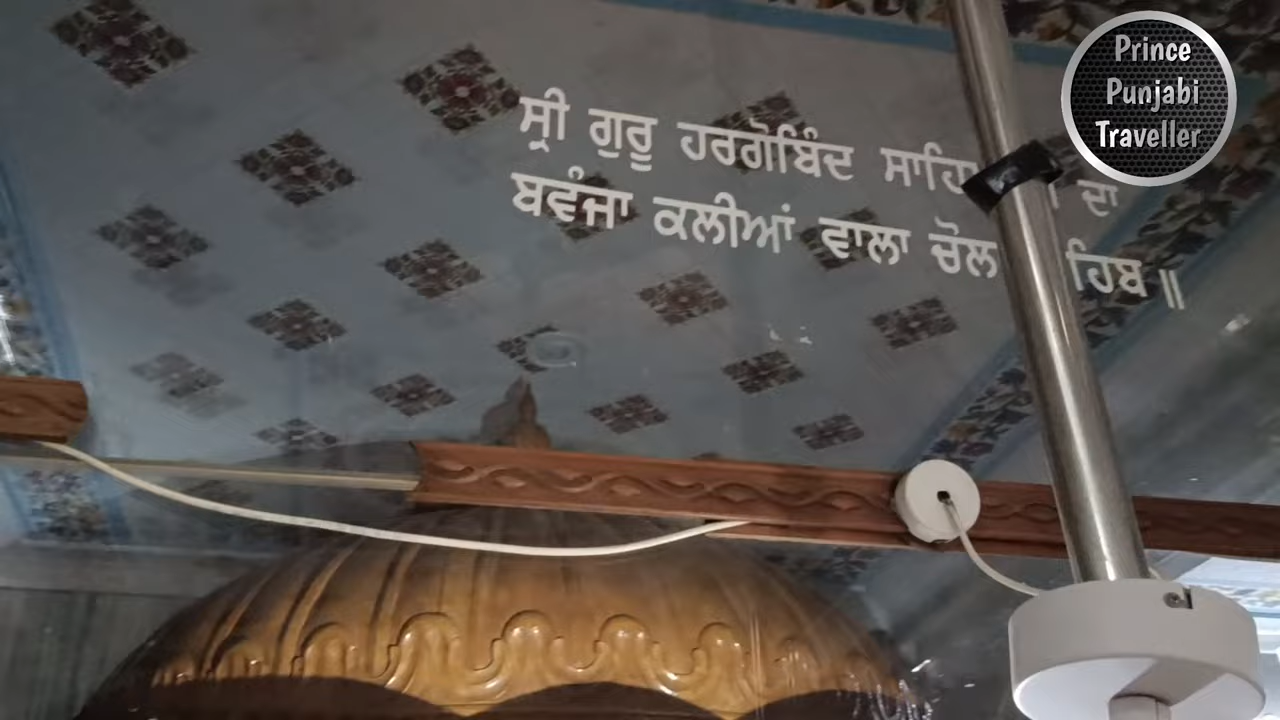 ਸ੍ਰੀ ਗੁਰੂ ਹਰਗੋਬਿੰਦ ਦਾ
ਬਵੰਜਾ ਕਲੀਆਂ ਵਾਲਾ ॥
Prince
Punjabi
Traveller